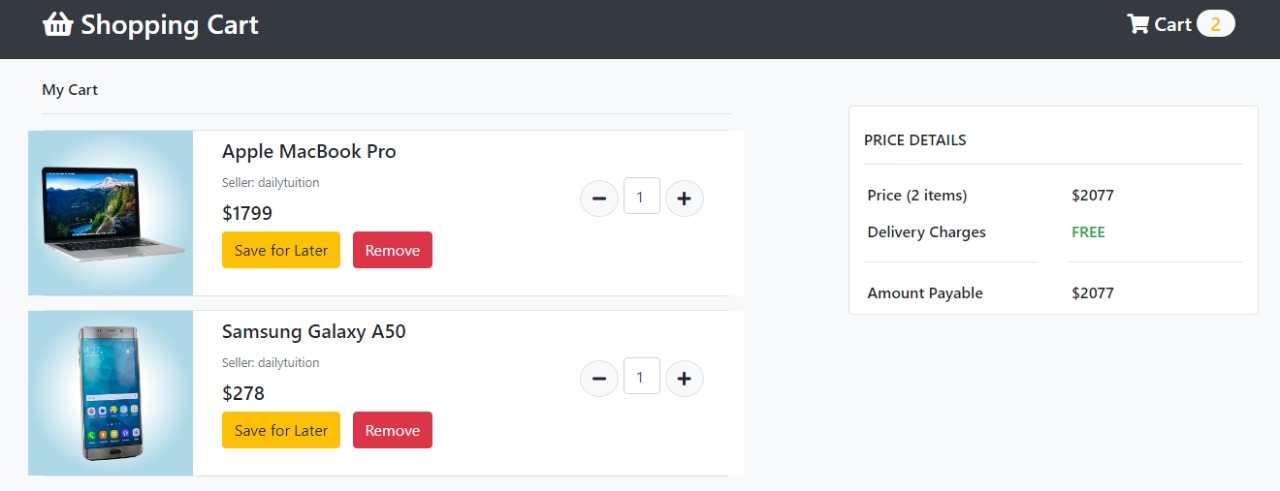 Shopping Cart
Cart 2
My Cart
Apple MacBook Pro
Seller: dailytuition
$1799
Save for Later Remove
1
Samsung Galaxy A50
Seller: dailytuition
$278
Save for Later Remove
1
PRICE DETAILS
Price (2 items) $2077
Delivery Charges FREE
Amount Payable $2077